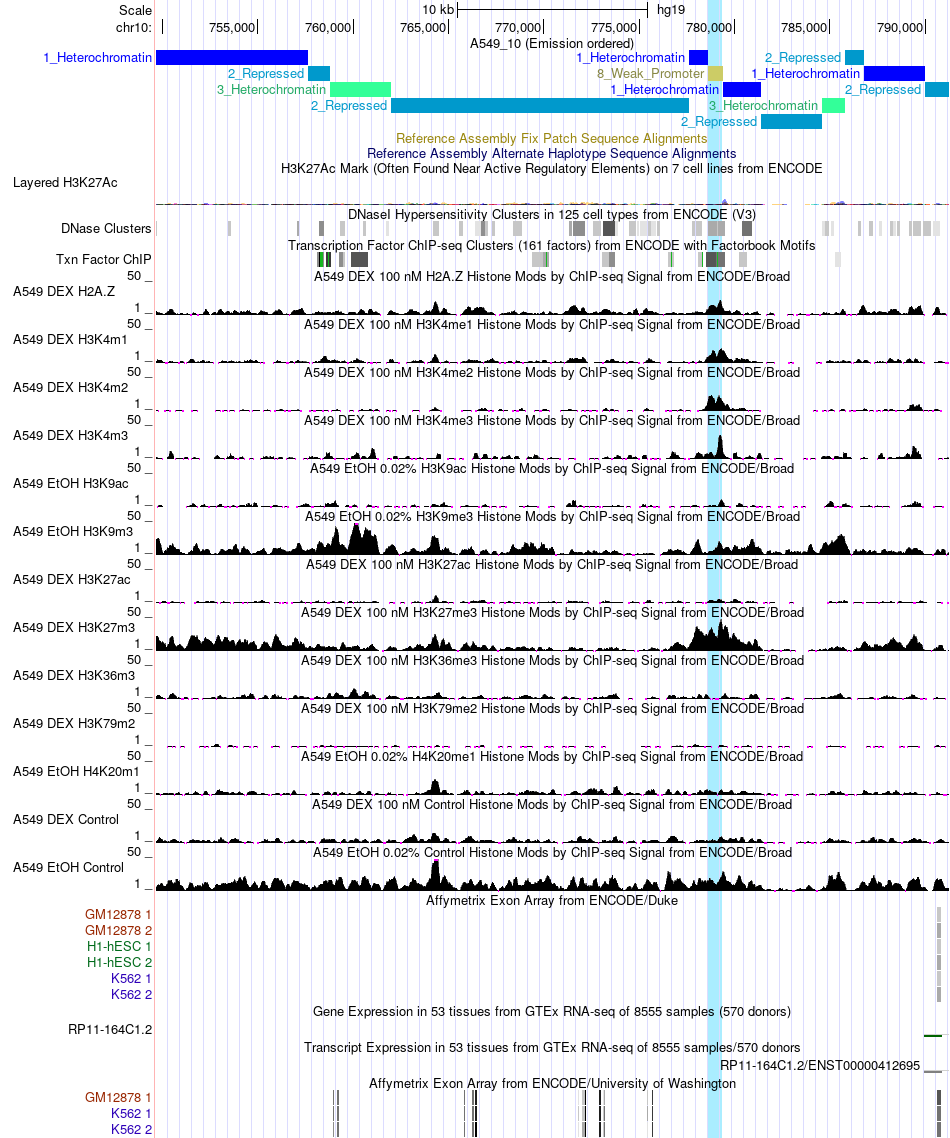 Scale 10 kb hg19
chr10: 755,000 760,000 765,000 770,000 775,000 780,000 785,000 790,000
A549_10 (Emission ordered)
1_Heterochromatin 1_Heterochromatin 2_Repressed
2_Repressed 8_Weak_Promoter 1_Heterochromatin
3_Heterochromatin 1_Heterochromatin 2_Repressed
2_Repressed 3_Heterochromatin
2_Repressed
Reference Assembly Fix Patch Sequence Alignments
Reference Assembly Alternate Haplotype Sequence Alignments
H3K27Ac Mark (Often Found Near Active Regulatory Elements) on 7 cell lines from ENCODE
Layered H3K27Ac
DNaseI Hypersensitivity Clusters in 125 cell types from ENCODE (V3)
DNase Clusters
Transcription Factor ChIP-seq Clusters (161 factors) from ENCODE with Factorbook Motifs
Txn Factor ChIP
50 _ A549 DEX 100 nM H2A.Z Histone Mods by ChIP-seq Signal from ENCODE/Broad
A549 DEX H2A.Z
1 _
50 _ A549 DEX 100 nM H3K4me1 Histone Mods by ChIP-seq Signal from ENCODE/Broad
A549 DEX H3K4m1
1 _
50 _ A549 DEX 100 nM H3K4me2 Histone Mods by ChIP-seq Signal from ENCODE/Broad
A549 DEX H3K4m2
1 _
50 _ A549 DEX 100 nM H3K4me3 Histone Mods by ChIP-seq Signal from ENCODE/Broad
A549 DEX H3K4m3
1 _
50 _ A549 EtOH 0.02% H3K9ac Histone Mods by ChIP-seq Signal from ENCODE/Broad
A549 EtOH H3K9ac
1 _
50 _ A549 EtOH 0.02% H3K9me3 Histone Mods by ChIP-seq Signal from ENCODE/Broad
A549 EtOH H3K9m3
1 _
50 _ A549 DEX 100 nM H3K27ac Histone Mods by ChIP-seq Signal from ENCODE/Broad
A549 DEX H3K27ac
1 _
50 _ A549 DEX 100 nM H3K27me3 Histone Mods by ChIP-seq Signal from ENCODE/Broad
A549 DEX H3K27m3
1 _
50 _ A549 DEX 100 nM H3K36me3 Histone Mods by ChIP-seq Signal from ENCODE/Broad
A549 DEX H3K36m3
1 _
50 _ A549 DEX 100 nM H3K79me2 Histone Mods by ChIP-seq Signal from ENCODE/Broad
A549 DEX H3K79m2
1 _
50 _ A549 EtOH 0.02% H4K20me1 Histone Mods by ChIP-seq Signal from ENCODE/Broad
A549 EtOH H4K20m1
1 _
50 _ A549 DEX 100 nM Control Histone Mods by ChIP-seq Signal from ENCODE/Broad
A549 DEX Control
1 _
50 _ A549 EtOH 0.02% Control Histone Mods by ChIP-seq Signal from ENCODE/Broad
A549 EtOH Control
1 _
Affymetrix Exon Array from ENCODE/Duke
GM12878 1
GM12878 2
H1-hESC 1
H1-hESC 2
K562 1
K562 2
Gene Expression in 53 tissues from GTEx RNA-seq of 8555 samples (570 donors)
RP11-164C1.2
Transcript Expression in 53 tissues from GTEx RNA-seq of 8555 samples/570 donors
RP11-164C1.2/ENST00000412695
Affymetrix Exon Array from ENCODE/University of Washington
GM12878 1
K562 1
K562 2